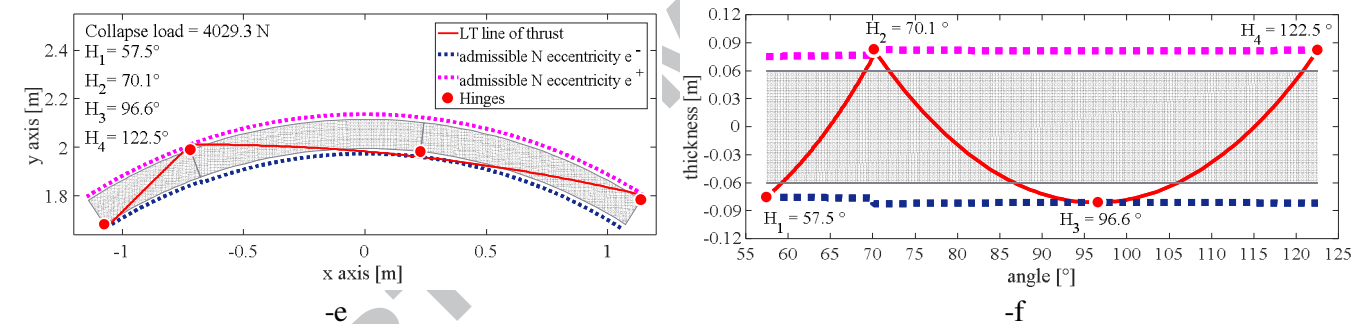 Collapse load = 4029.3 N
H1 = 57.5°
H2 = 70.1°
H3 = 96.6°
H4 = 122.5°
LT line of thrust
admissible N eccentricity e-
admissible N eccentricity e+
Hinges
2.4
2.2
2
1.8
y axis [m]
-1
-0.5
0
0.5
1
x axis [m]
-e
0.12
0.09
0.06
0.03
0
-0.03
-0.06
-0.09
-0.12
thickness [m]
H2 = 70.1 °
H4 = 122.5 °
H1 = 57.5 °
H3 = 96.6 °
55 60 65 70 75 80 85 90 95 100 105 110 115 120 125
angle [°]
-f